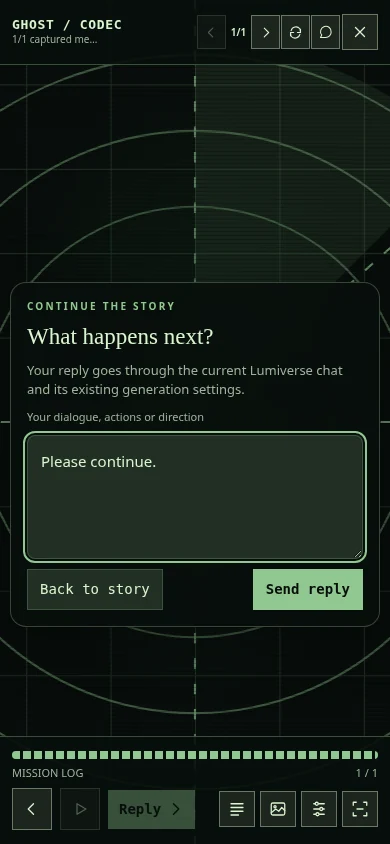 GHOST / CODEC
1/1 captured me...
1/1
CONTINUE THE STORY
What happens next?
Your reply goes through the current Lumiverse chat
and its existing generation settings.
Your dialogue, actions or direction
Please continue.
Back to story
Send reply
MISSION LOG
1 / 1
Reply